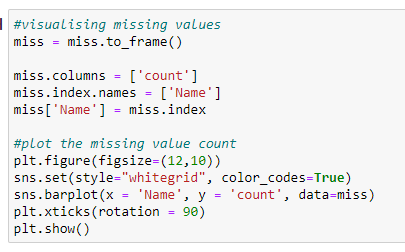 #visualising missing values
miss = miss.to_frame()
miss.columns = ['count']
miss.index.names = ['Name']
miss['Name'] = miss.index
#plot the missing value count
plt.figure(figsize=(12,10))
sns.set(style="whitegrid", color_codes=True)
sns.barplot(x = 'Name', y = 'count', data=miss)
plt.xticks(rotation = 90)
plt.show()